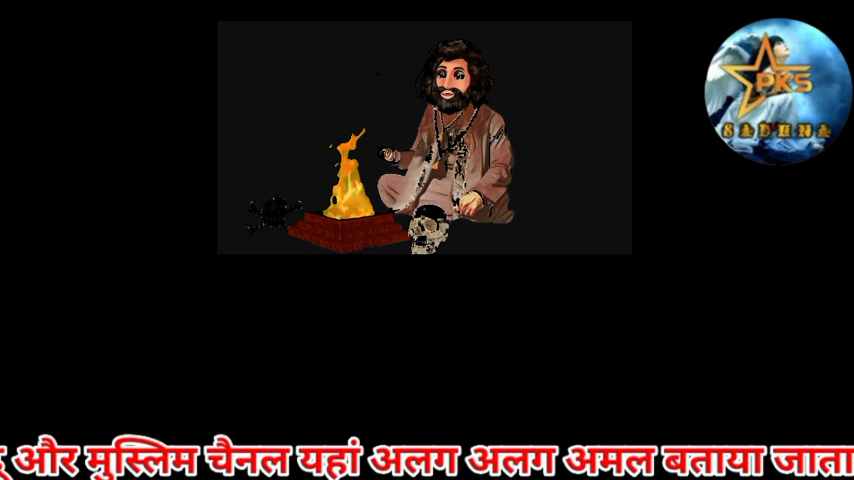 PKS
SADHNA
और मुस्लिम चैनल यहां अलग अलग अमल बताया जाता